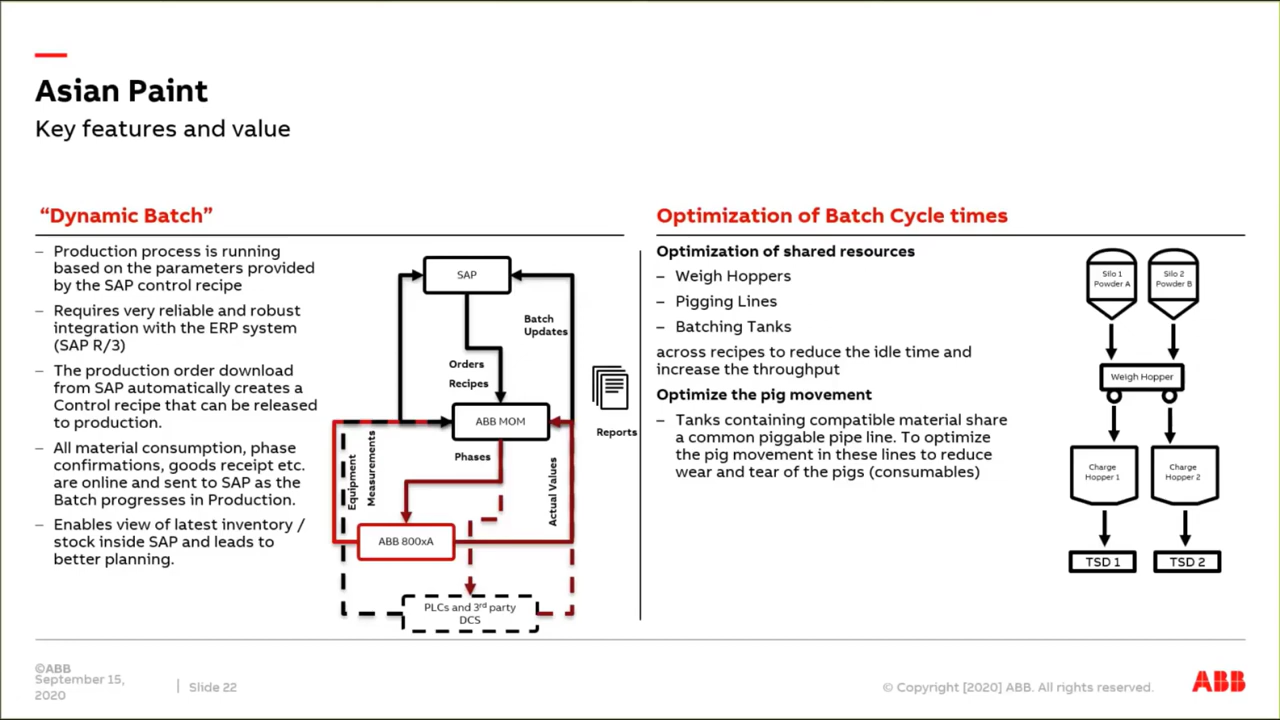 Asian Paint
Key features and value
“Dynamic Batch”
– Production process is running
based on the parameters provided
by the SAP control recipe
– Requires very reliable and robust
integration with the ERP system
(SAP R/3)
– The production order download
from SAP automatically creates a
Control recipe that can be released
to production.
– All material consumption, phase
confirmations, goods receipt etc.
are online and sent to SAP as the
Batch progresses in Production.
– Enables view of latest inventory /
stock inside SAP and leads to
better planning.
SAP
Batch
Updates
Orders
Recipes
ABB MOM
Reports
Phases
Equipment
Measurements
Actual Values
ABB 800xA
PLCs and 3rd party
DCS
Optimization of Batch Cycle times
Optimization of shared resources
– Weigh Hoppers
– Pigging Lines
– Batching Tanks
across recipes to reduce the idle time and
increase the throughput
Optimize the pig movement
– Tanks containing compatible material share
a common piggable pipe line. To optimize
the pig movement in these lines to reduce
wear and tear of the pigs (consumables)
Silo 1
Powder A
Silo 2
Powder B
Weigh Hopper
Charge
Hopper 1
Charge
Hopper 2
TSD 1
TSD 2
©ABB
September 15,
2020
Slide 22
© Copyright [2020] ABB. All rights reserved.
ABB